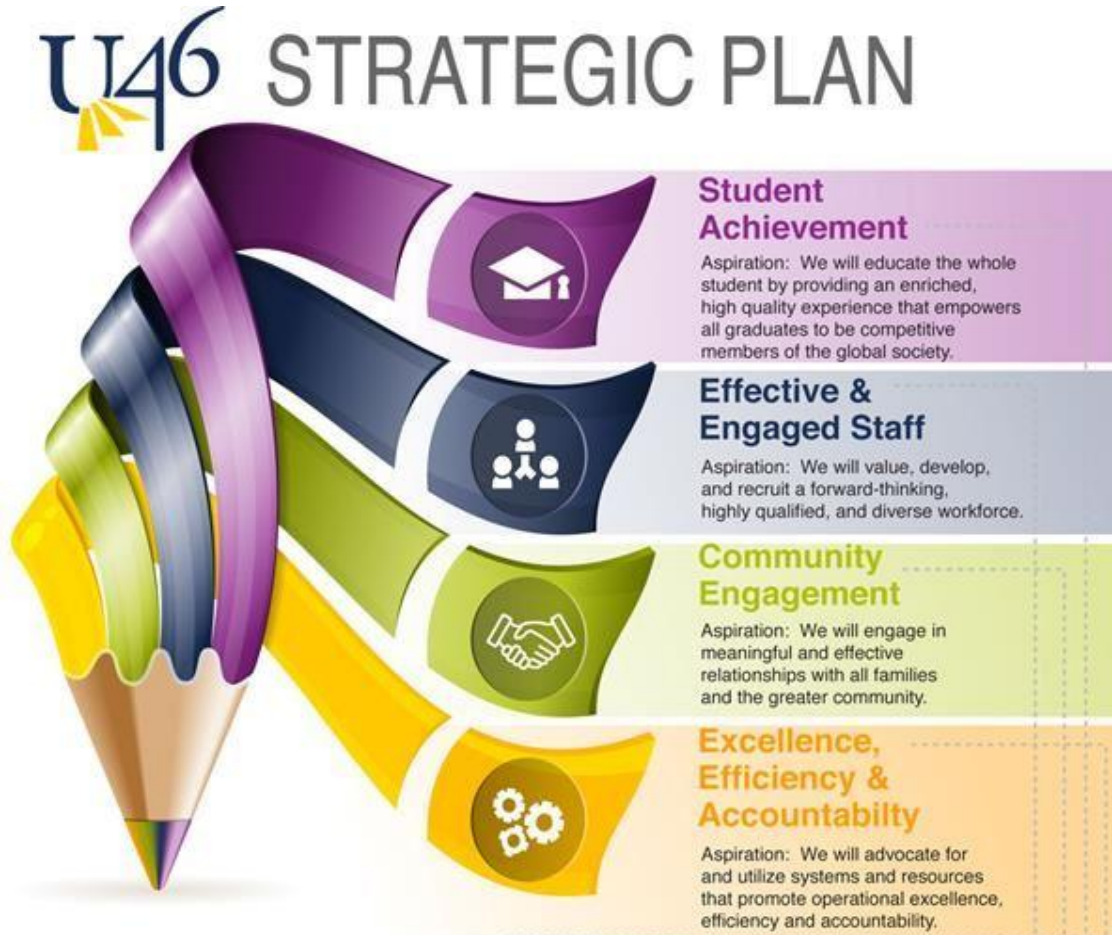 U46 STRATEGIC PLAN
Student
Achievement
Aspiration: We will educate the whole
student by providing an enriched,
high quality experience that empowers
all graduates to be competitive
members of the global society.
Effective &
Engaged Staff
Aspiration: We will value, develop,
and recruit a forward-thinking,
highly qualified, and diverse workforce.
Community
Engagement
Aspiration: We will engage in
meaningful and effective
relationships with all families
and the greater community.
Excellence,
Efficiency &
Accountabilty
Aspiration: We will advocate for
and utilize systems and resources
that promote operational excellence,
efficiency and accountability.